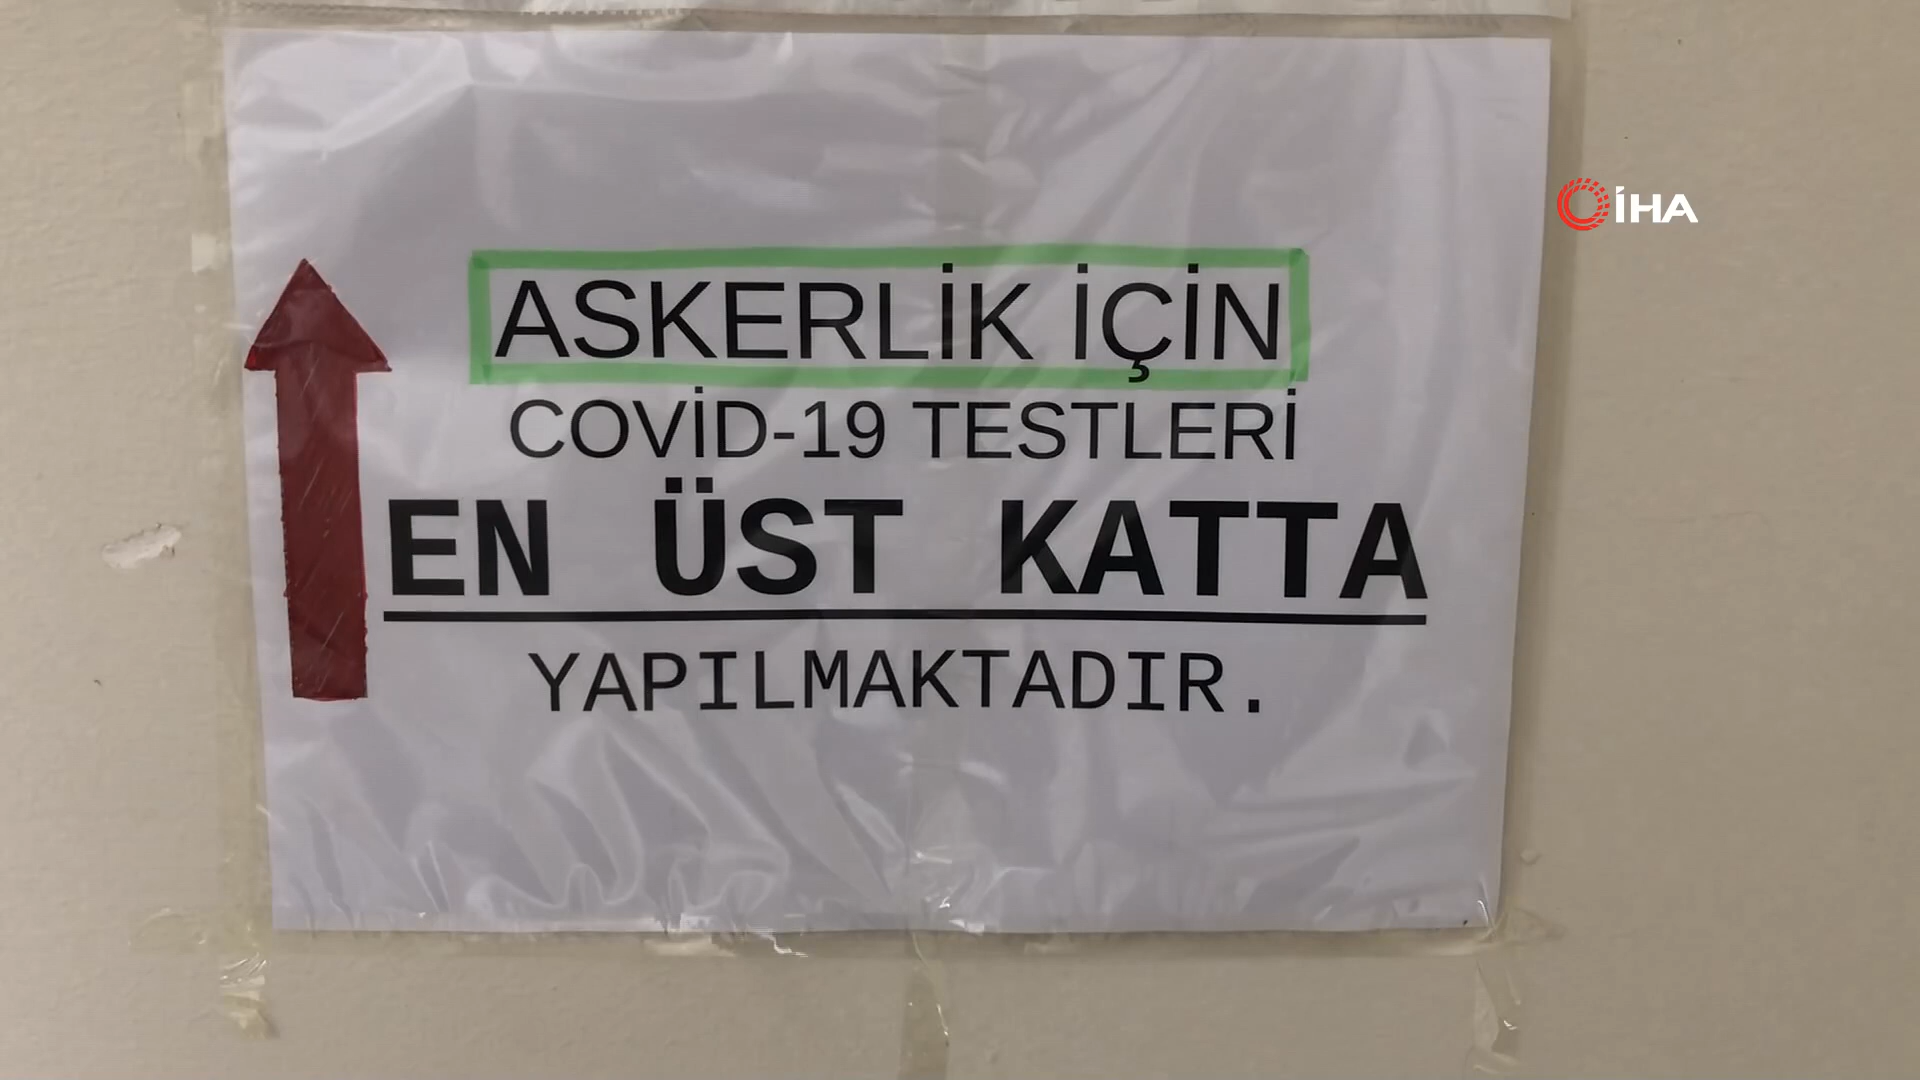 ASKERLİK İÇİN
COVİD-19 TESTLERİ
EN ÜST KATTA
YAPILMAKTADIR.
İHA